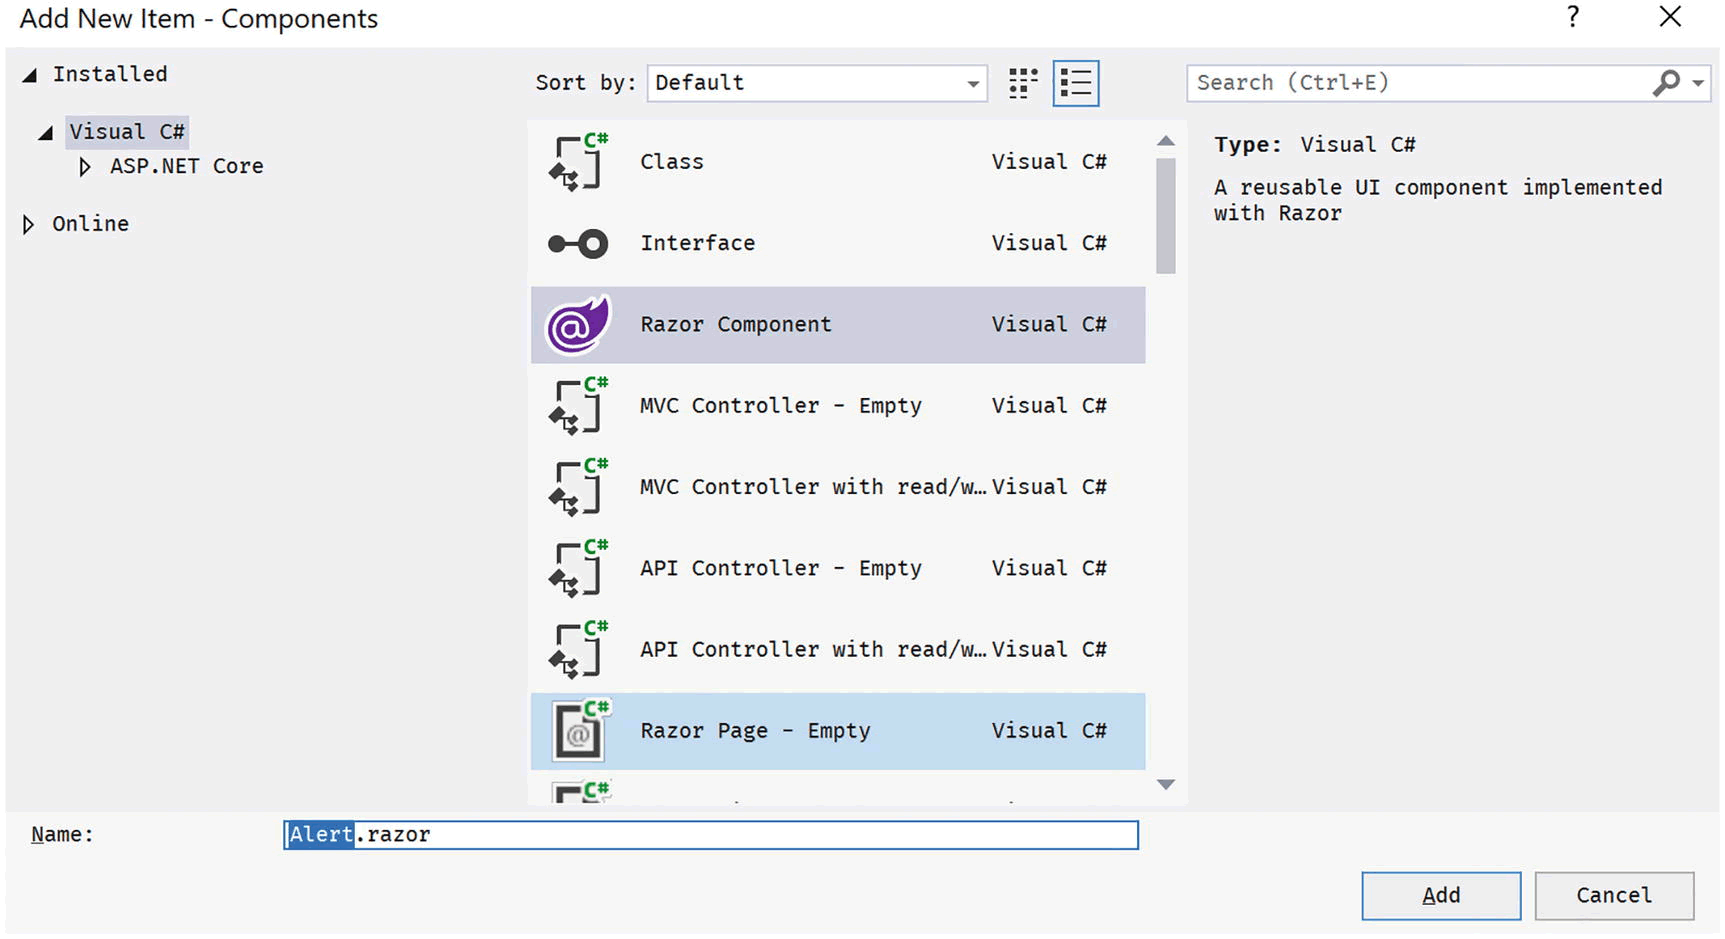 Add New Item - Components
?
Installed
Visual C#
ASP.NET Core
Online
Sort by: Default
Search (Ctrl+E)
C#
Class Visual C#
Interface Visual C#
@
Razor Component Visual C#
C#
MVC Controller - Empty Visual C#
C#
MVC Controller with read/w... Visual C#
C#
API Controller - Empty Visual C#
C#
API Controller with read/w... Visual C#
C#
@
Razor Page - Empty Visual C#
C#
Type: Visual C#
A reusable UI component implemented
with Razor
Name: Alert.razor
Add Cancel